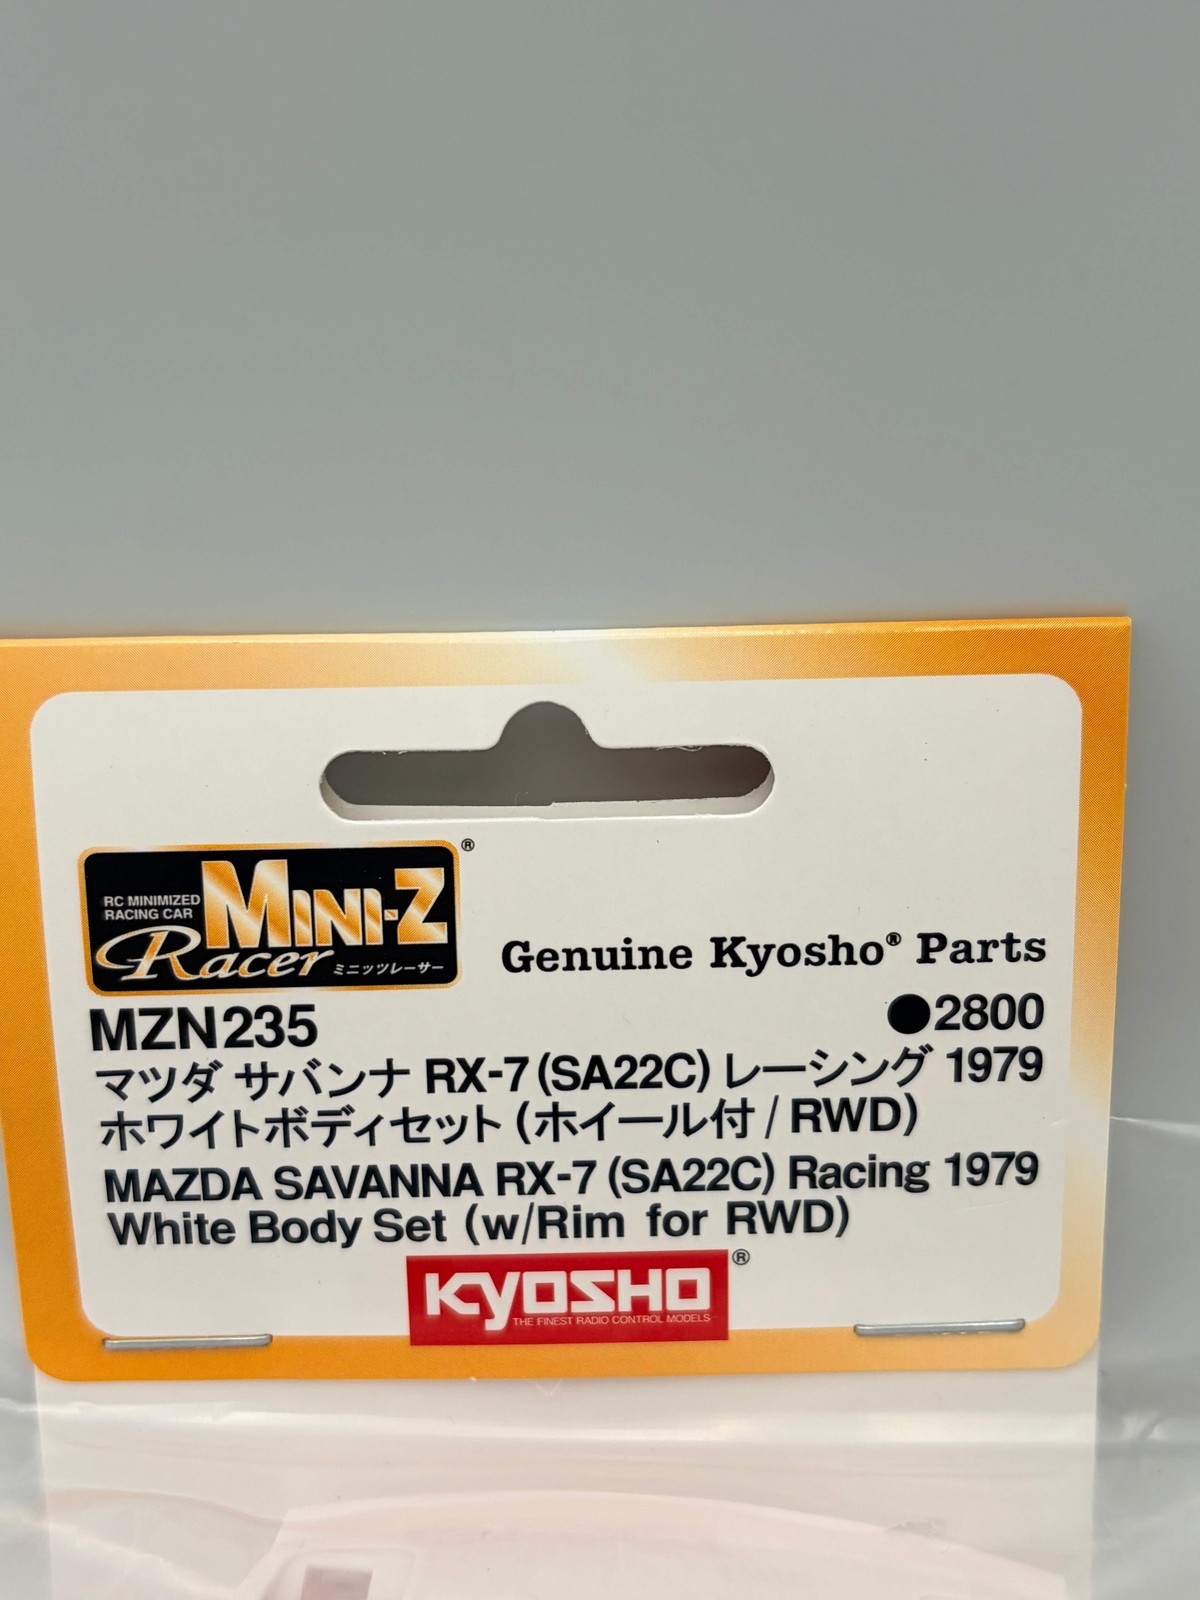 RC MINIMIZED
RACING CAR
MINI-Z®
Racer ミニッツレーサー
Genuine Kyosho® Parts
MZN235 ●2800
マツダ サバンナ RX-7 (SA22C) レーシング 1979
ホワイトボディセット (ホイール付 / RWD)
MAZDA SAVANNA RX-7 (SA22C) Racing 1979
White Body Set (w/Rim for RWD)
KYOSHO®
THE FINEST RADIO CONTROL MODELS